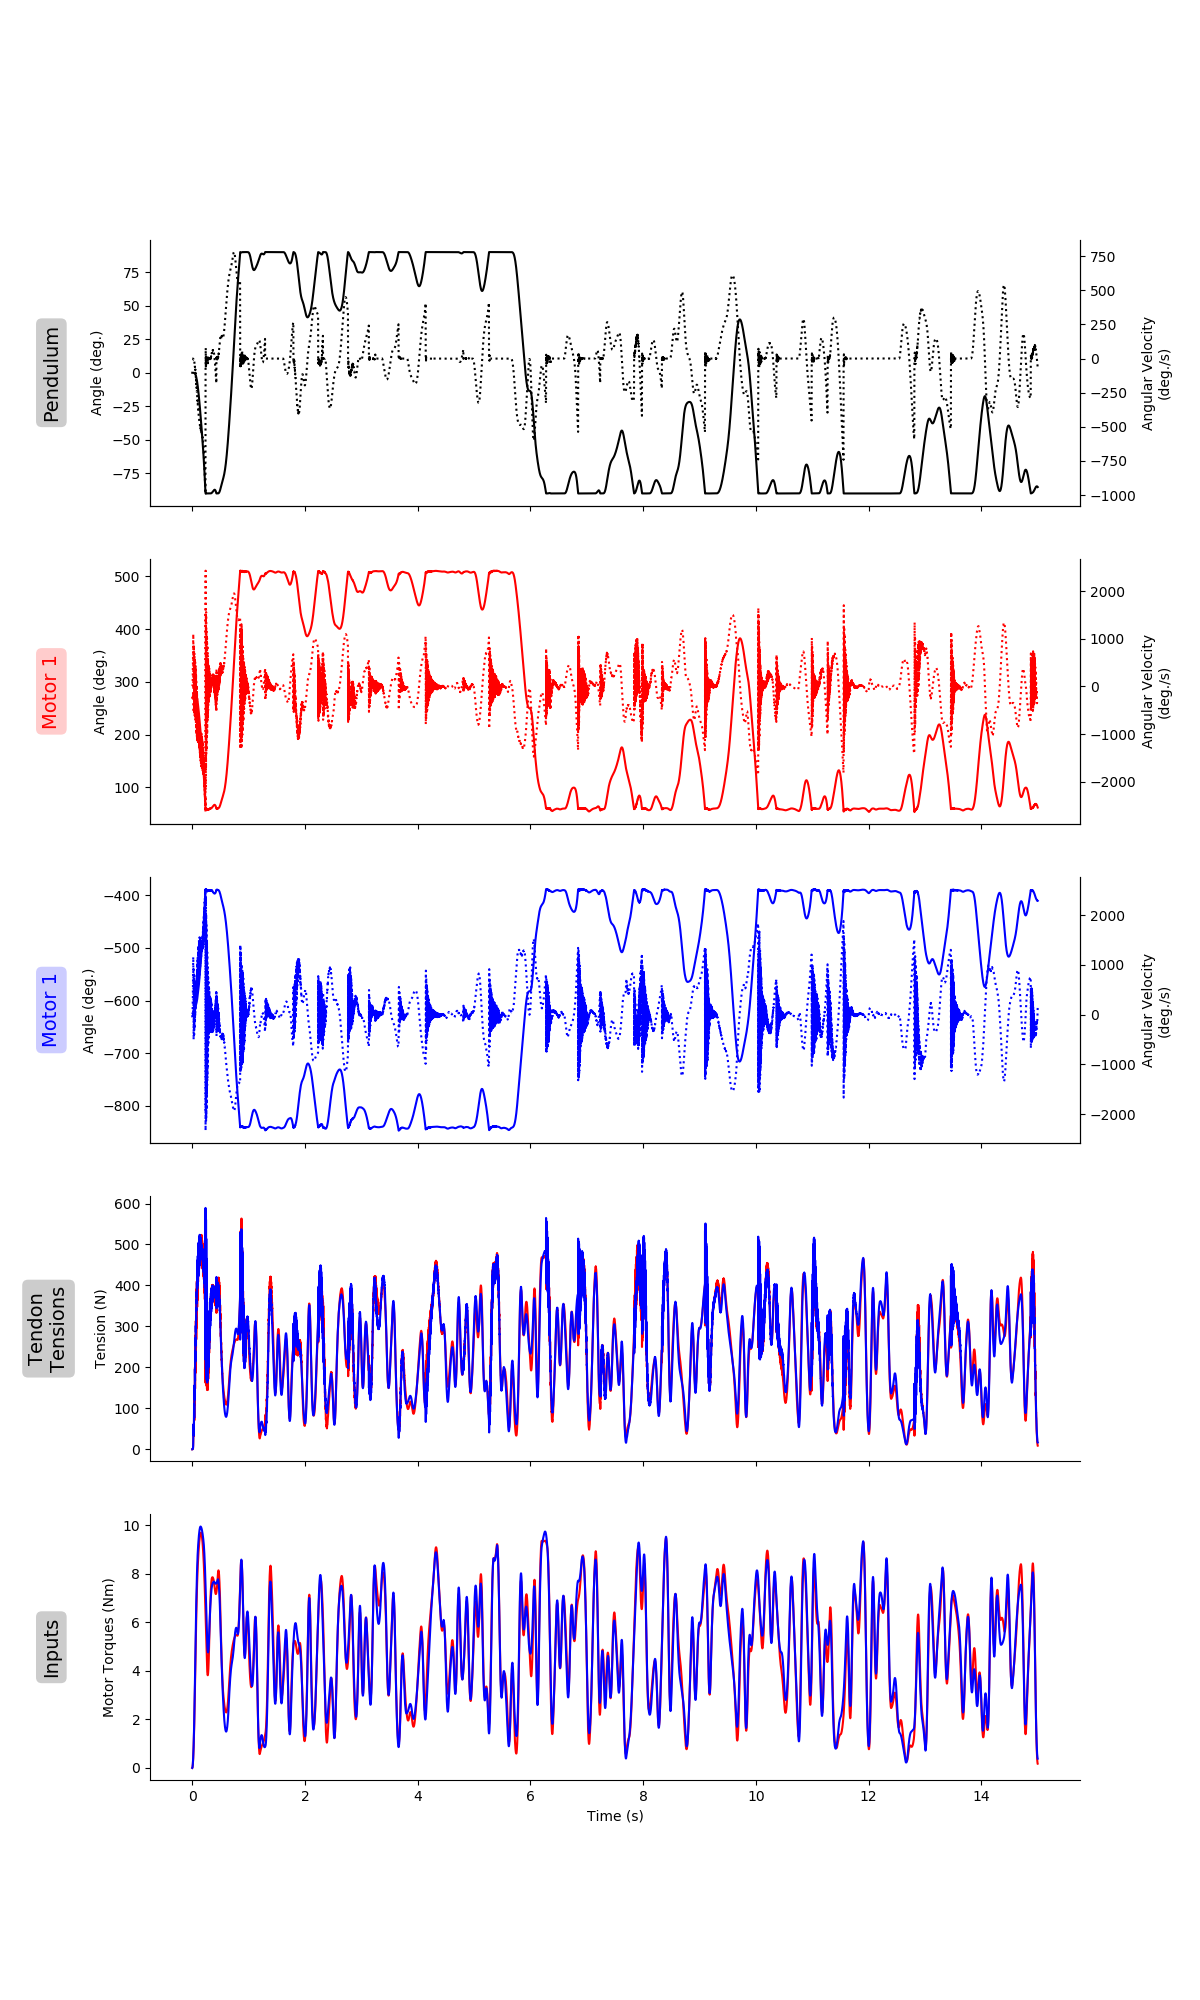 Pendulum
Angle (deg.)
75
50
25
0
−25
−50
−75
750
500
250
0
−250
−500
−750
−1000
Angular Velocity
(deg./s)
Motor 1
Angle (deg.)
500
400
300
200
100
2000
1000
0
−1000
−2000
Angular Velocity
(deg./s)
Motor 1
Angle (deg.)
−400
−500
−600
−700
−800
2000
1000
0
−1000
−2000
Angular Velocity
(deg./s)
Tendon
Tensions
Tension (N)
600
500
400
300
200
100
0
Inputs
Motor Torques (Nm)
10
8
6
4
2
0
0 2 4 6 8 10 12 14
Time (s)